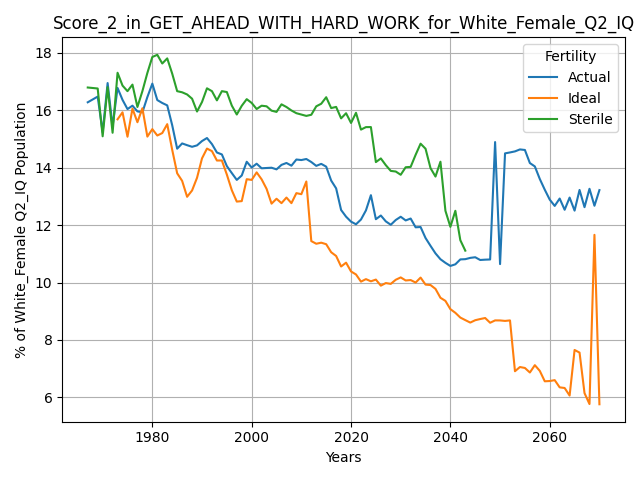 Score_2_in_GET_AHEAD_WITH_HARD_WORK_for_White_Female_Q2_IQ
% of White_Female Q2_IQ Population
18
16
14
12
10
8
6
Fertility
Actual
Ideal
Sterile
1980
2000
2020
2040
2060
Years